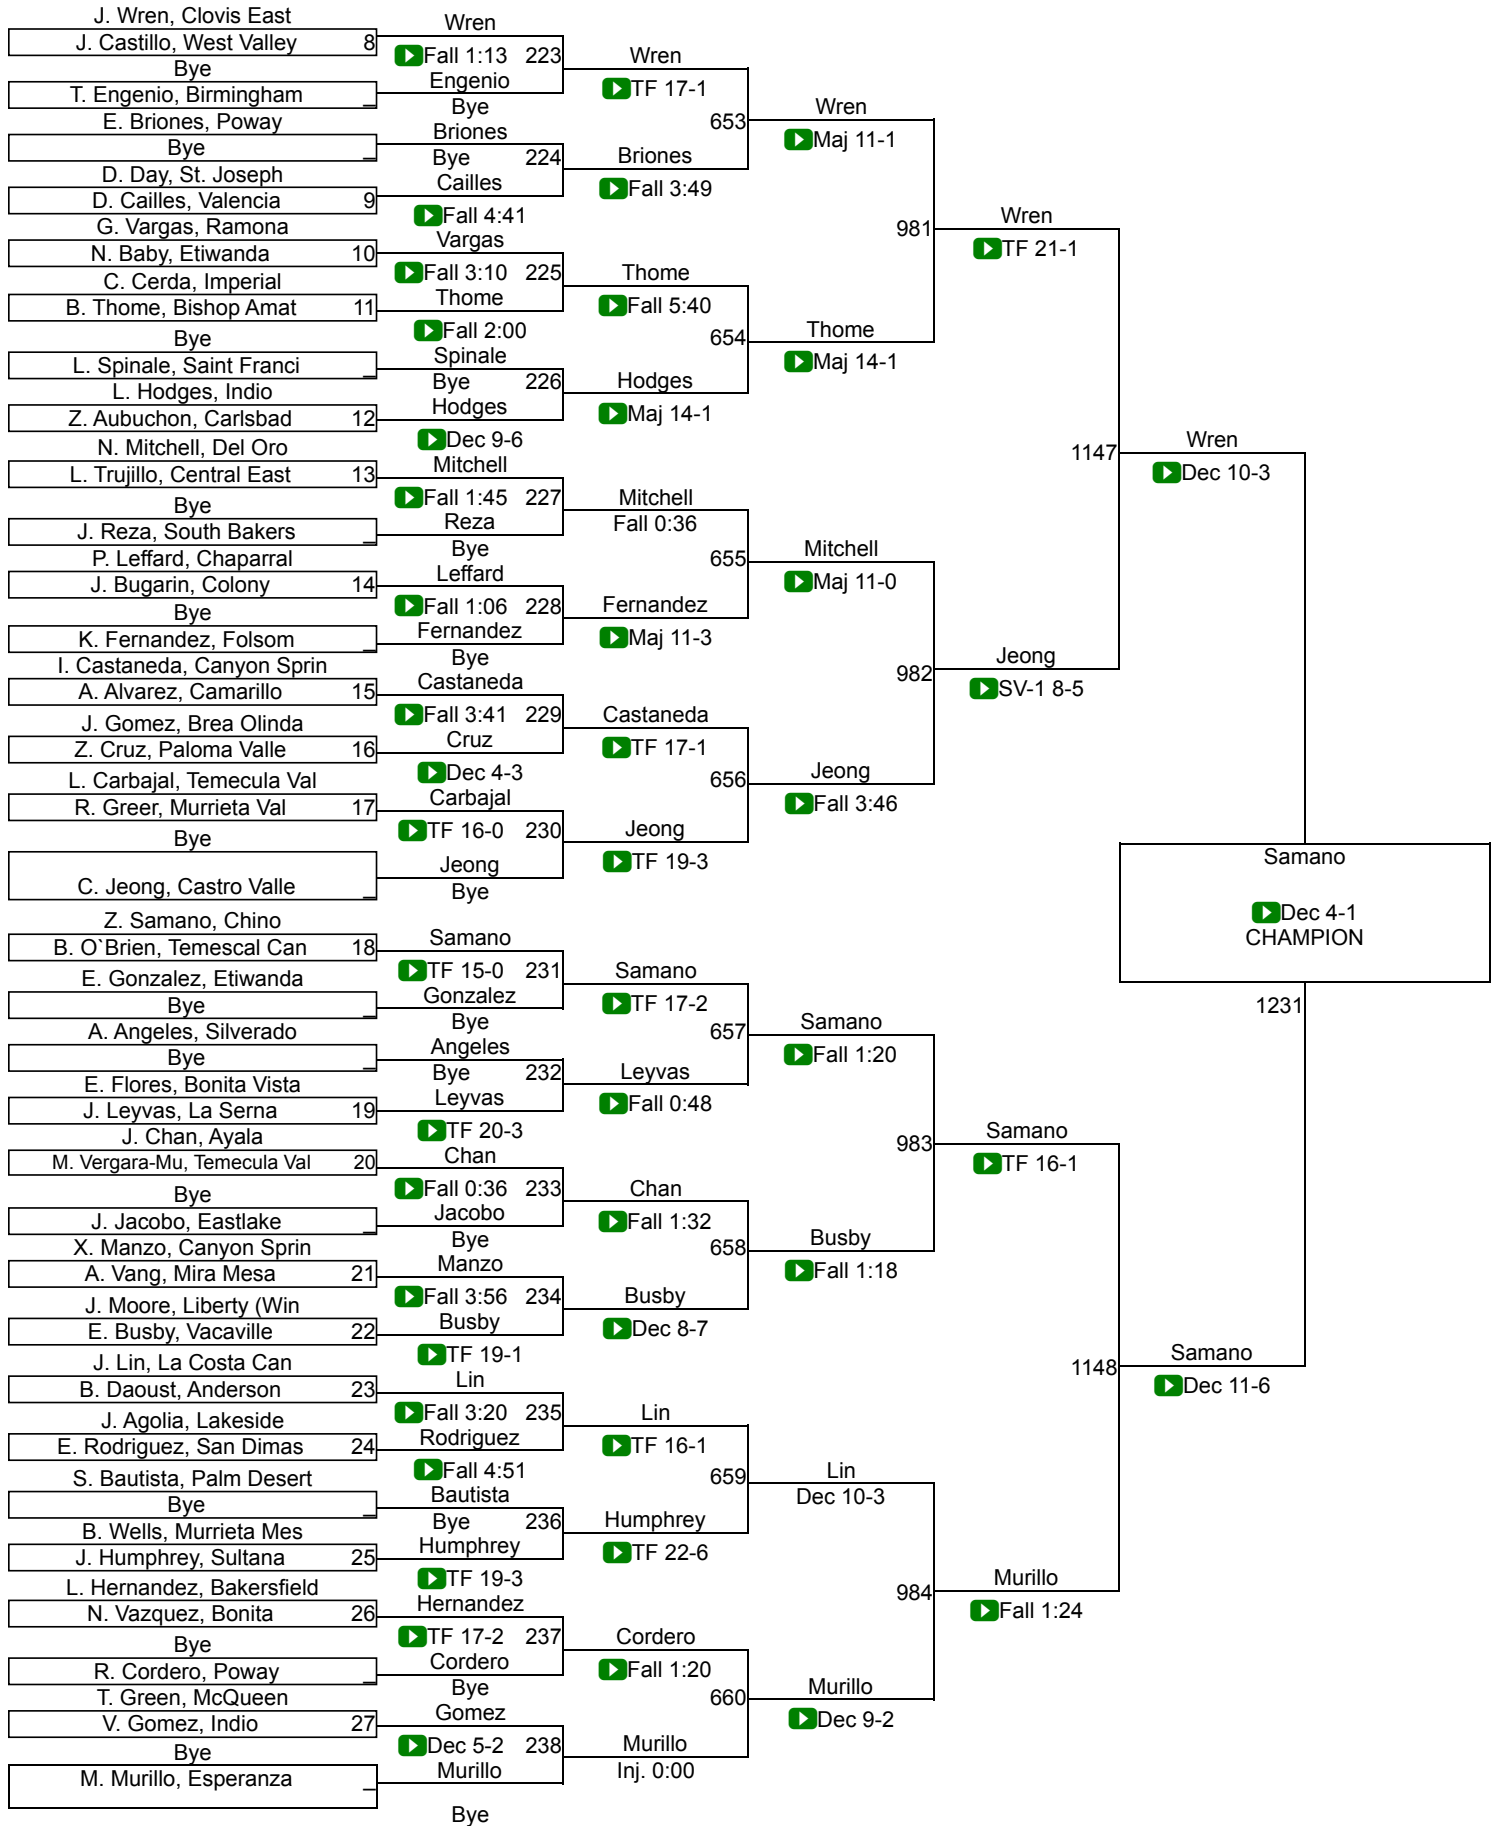 J. Wren, Clovis East
J. Castillo, West Valley 8
Bye
T. Engenio, Birmingham _
E. Briones, Poway
Bye _
D. Day, St. Joseph
D. Cailles, Valencia 9
G. Vargas, Ramona
N. Baby, Etiwanda 10
C. Cerda, Imperial
B. Thome, Bishop Amat 11
Bye
L. Spinale, Saint Franci _
L. Hodges, Indio
Z. Aubuchon, Carlsbad 12
N. Mitchell, Del Oro
L. Trujillo, Central East 13
Bye
J. Reza, South Bakers _
P. Leffard, Chaparral
J. Bugarin, Colony 14
Bye
K. Fernandez, Folsom _
I. Castaneda, Canyon Sprin
A. Alvarez, Camarillo 15
J. Gomez, Brea Olinda
Z. Cruz, Paloma Valle 16
L. Carbajal, Temecula Val
R. Greer, Murrieta Val 17
Bye
C. Jeong, Castro Valle _
Z. Samano, Chino
B. O`Brien, Temescal Can 18
E. Gonzalez, Etiwanda
Bye _
A. Angeles, Silverado
Bye _
E. Flores, Bonita Vista
J. Leyvas, La Serna 19
J. Chan, Ayala
M. Vergara-Mu, Temecula Val 20
Bye
J. Jacobo, Eastlake _
X. Manzo, Canyon Sprin
A. Vang, Mira Mesa 21
J. Moore, Liberty (Win
E. Busby, Vacaville 22
J. Lin, La Costa Can
B. Daoust, Anderson 23
J. Agolia, Lakeside
E. Rodriguez, San Dimas 24
S. Bautista, Palm Desert
Bye _
B. Wells, Murrieta Mes
J. Humphrey, Sultana 25
L. Hernandez, Bakersfield
N. Vazquez, Bonita 26
Bye
R. Cordero, Poway _
T. Green, McQueen
V. Gomez, Indio 27
Bye
M. Murillo, Esperanza _
Wren
Fall 1:13 223
Engenio
Bye
Briones
Bye 224
Cailles
Fall 4:41
Vargas
Fall 3:10 225
Thome
Fall 2:00
Spinale
Bye 226
Hodges
Dec 9-6
Mitchell
Fall 1:45 227
Reza
Bye
Leffard
Fall 1:06 228
Fernandez
Bye
Castaneda
Fall 3:41 229
Cruz
Dec 4-3
Carbajal
TF 16-0 230
Jeong
Bye
Samano
TF 15-0 231
Gonzalez
Bye
Angeles
Bye 232
Leyvas
TF 20-3
Chan
Fall 0:36 233
Jacobo
Bye
Manzo
Fall 3:56 234
Busby
TF 19-1
Lin
Fall 3:20 235
Rodriguez
Fall 4:51
Bautista
Bye 236
Humphrey
TF 19-3
Hernandez
TF 17-2 237
Cordero
Bye
Gomez
Dec 5-2 238
Murillo
Bye
Wren
TF 17-1
653
Briones
Fall 3:49
Thome
Fall 5:40
654
Hodges
Maj 14-1
Mitchell
Fall 0:36
655
Fernandez
Maj 11-3
Castaneda
TF 17-1
656
Jeong
TF 19-3
Samano
TF 17-2
657
Leyvas
Fall 0:48
Chan
Fall 1:32
658
Busby
Dec 8-7
Lin
TF 16-1
659
Humphrey
TF 22-6
Cordero
Fall 1:20
660
Murillo
Inj. 0:00
Wren
Maj 11-1
981
Thome
Maj 14-1
Mitchell
Maj 11-0
982
Jeong
Fall 3:46
Samano
Fall 1:20
983
Busby
Fall 1:18
Lin
Dec 10-3
984
Murillo
Dec 9-2
Wren
TF 21-1
1147
Jeong
SV-1 8-5
Samano
TF 16-1
1148
Murillo
Fall 1:24
Wren
Dec 10-3
Samano
Dec 4-1
CHAMPION
1231
Samano
Dec 11-6